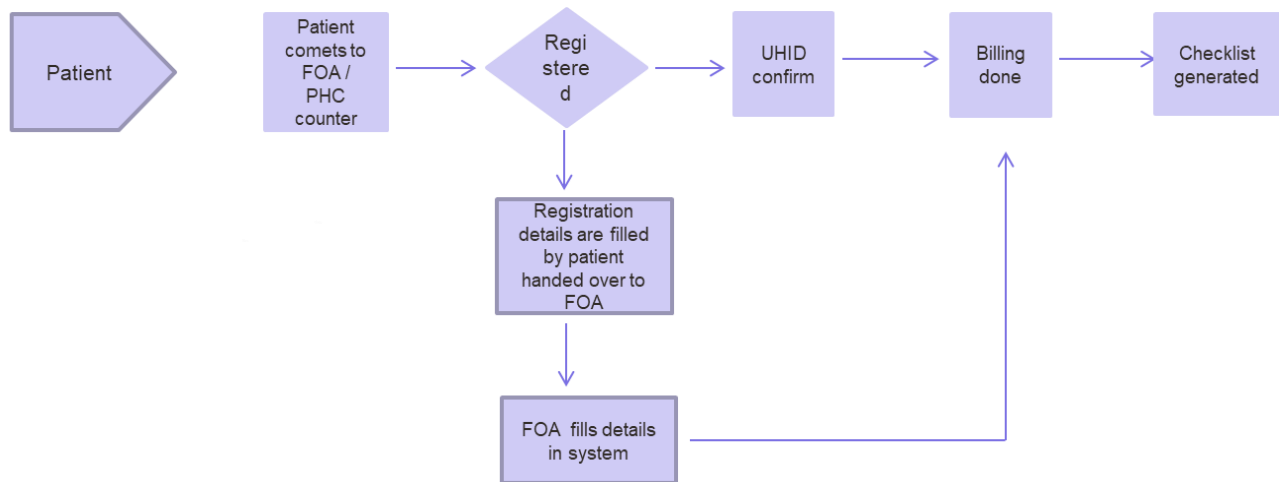 Patient
Patient
comets to
FOA /
PHC
counter
Regi
stere
d
UHID
confirm
Billing
done
Checklist
generated
Registration
details are filled
by patient
handed over to
FOA
FOA fills details
in system